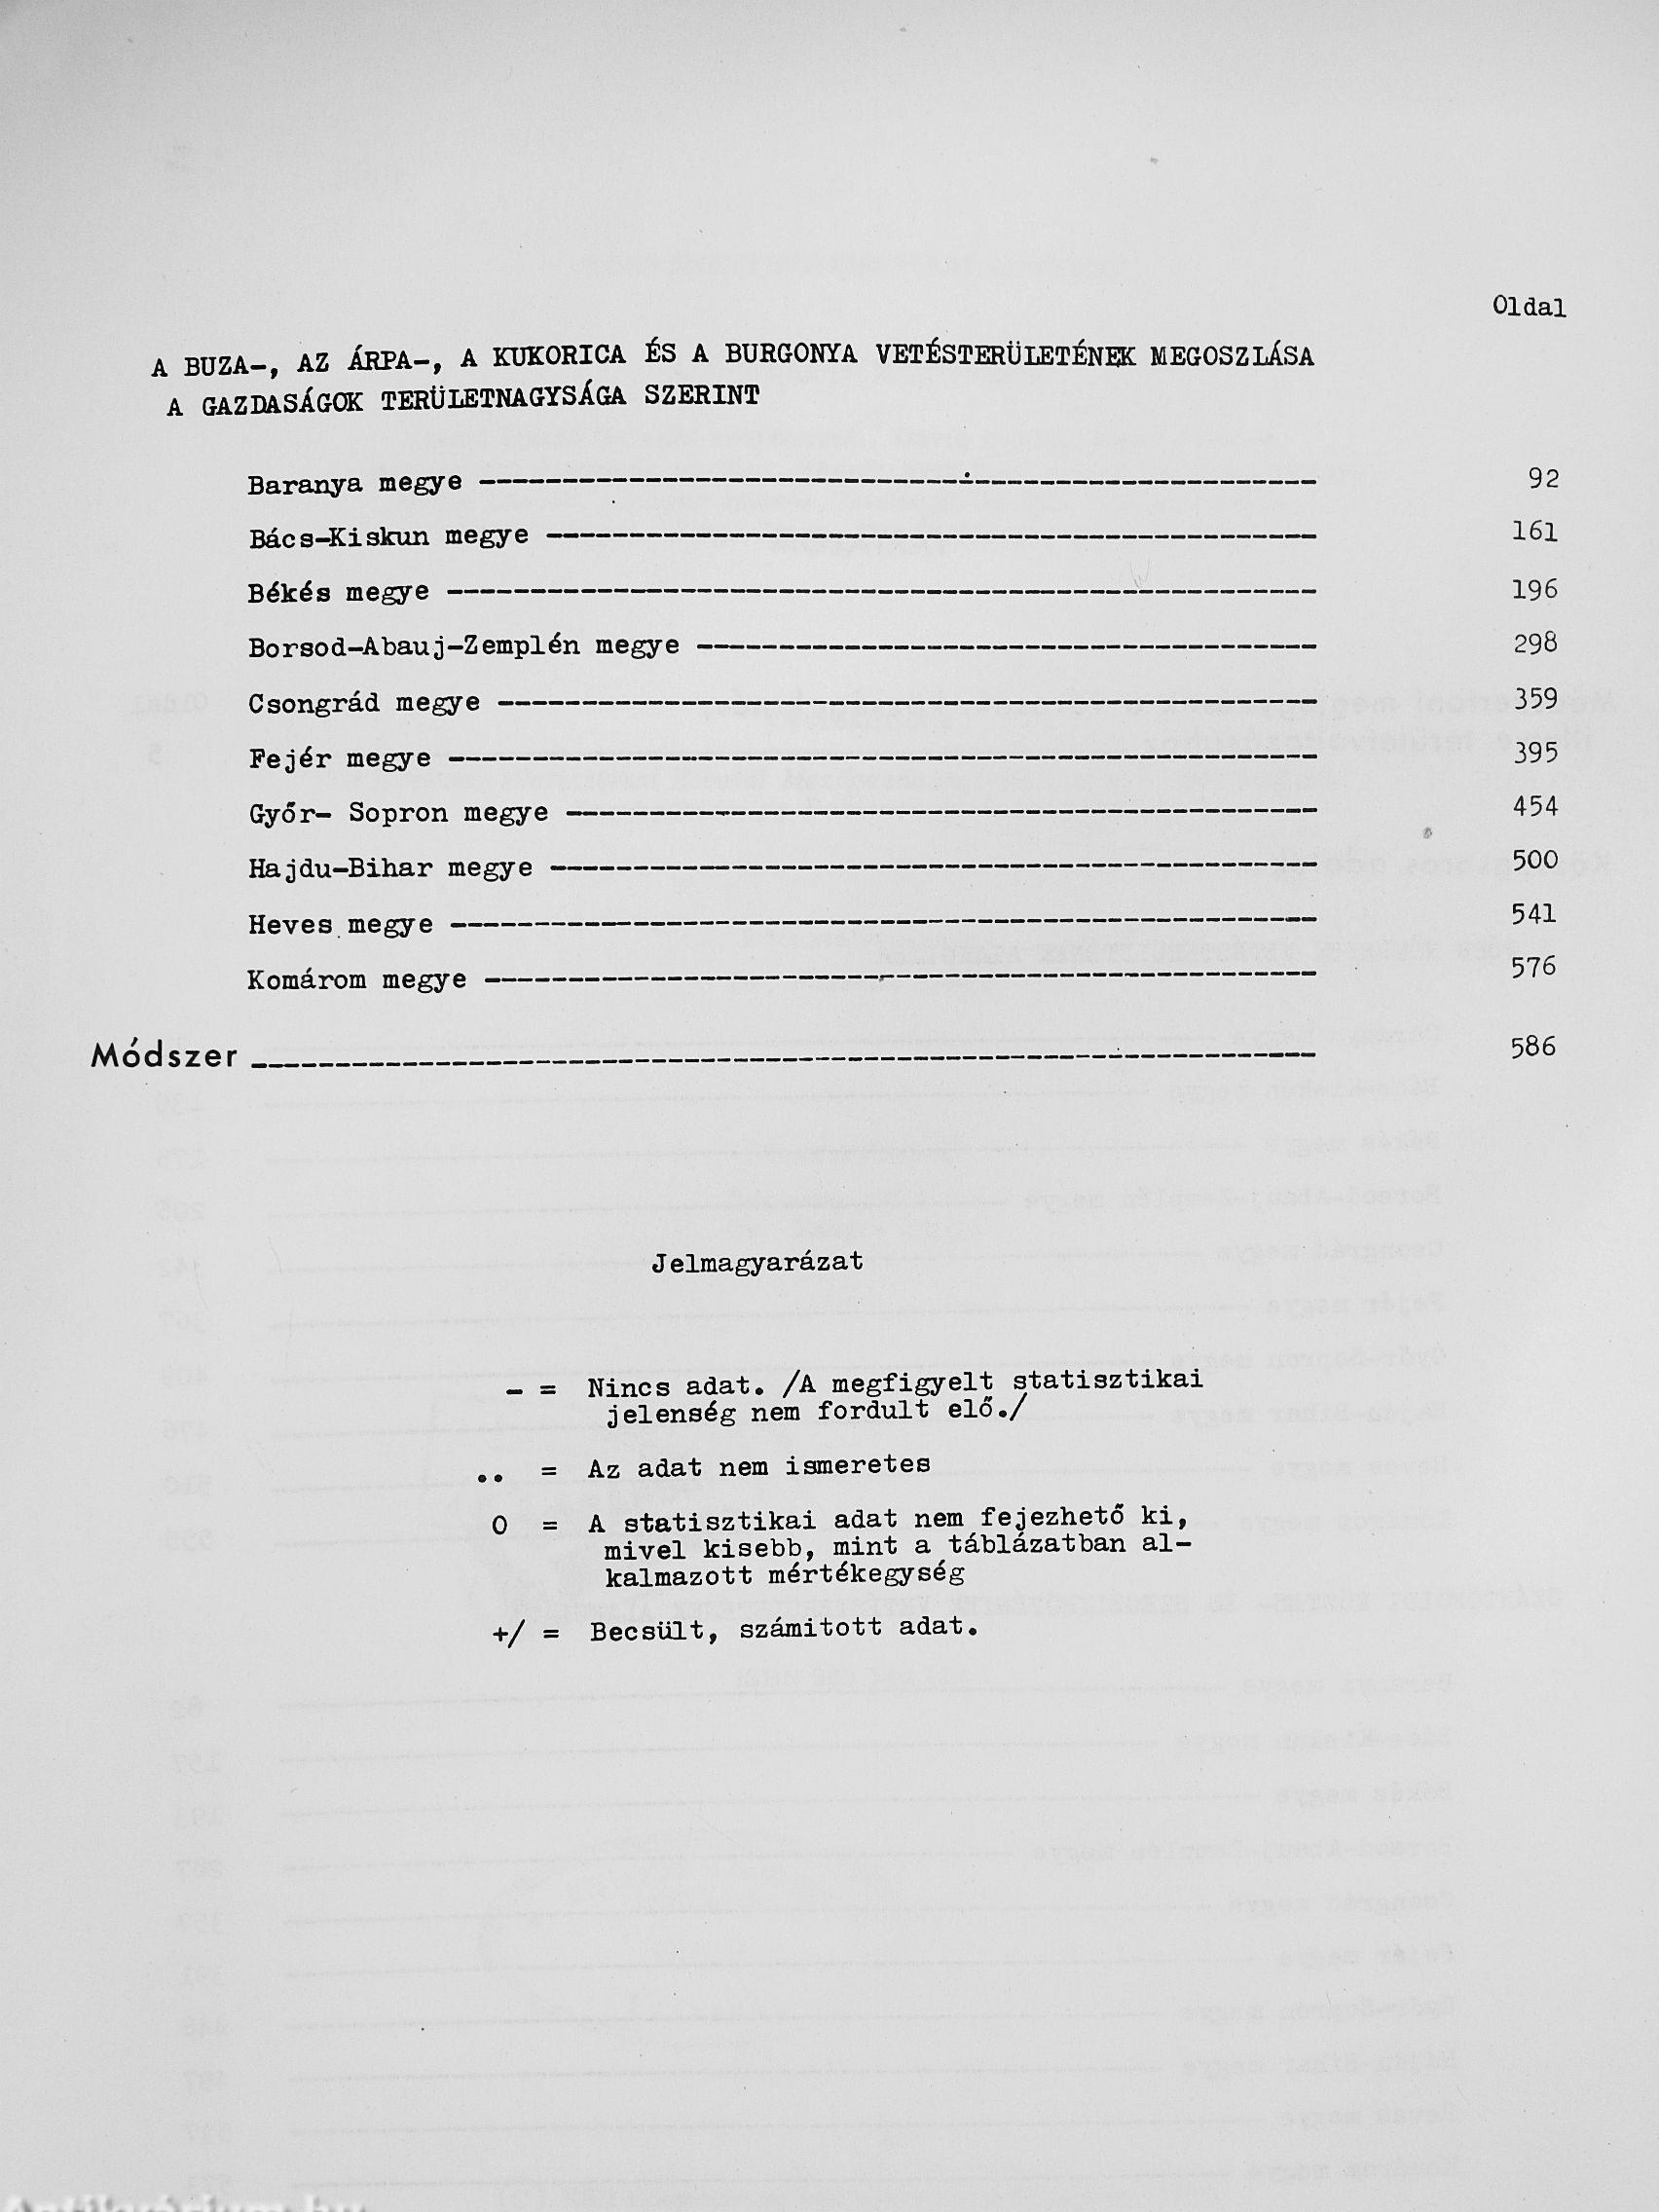 Oldal
A BUZA-, AZ ÁRPA-, A KUKORICA ÉS A BURGONYA VETÉSTERÜLETÉNEK MEGOSZLÁSA
A GAZDASÁGOK TERÜLETNAGYSÁGA SZERINT
Baranya megye 92
Bács-Kiskun megye 161
Békés megye 196
Borsod-Abauj-Zemplén megye 298
Csongrád megye 359
Fejér megye 395
Győr- Sopron megye 454
Hajdu-Bihar megye 500
Heves megye 541
Komárom megye 576
Módszer 586
Jelmagyarázat
- = Nincs adat. /A megfigyelt statisztikai
jelenség nem fordult elő./
.. = Az adat nem ismeretes
0 = A statisztikai adat nem fejezhető ki,
mivel kisebb, mint a táblázatban al-
kalmazott mértékegység
+/ = Becsült, számitott adat.